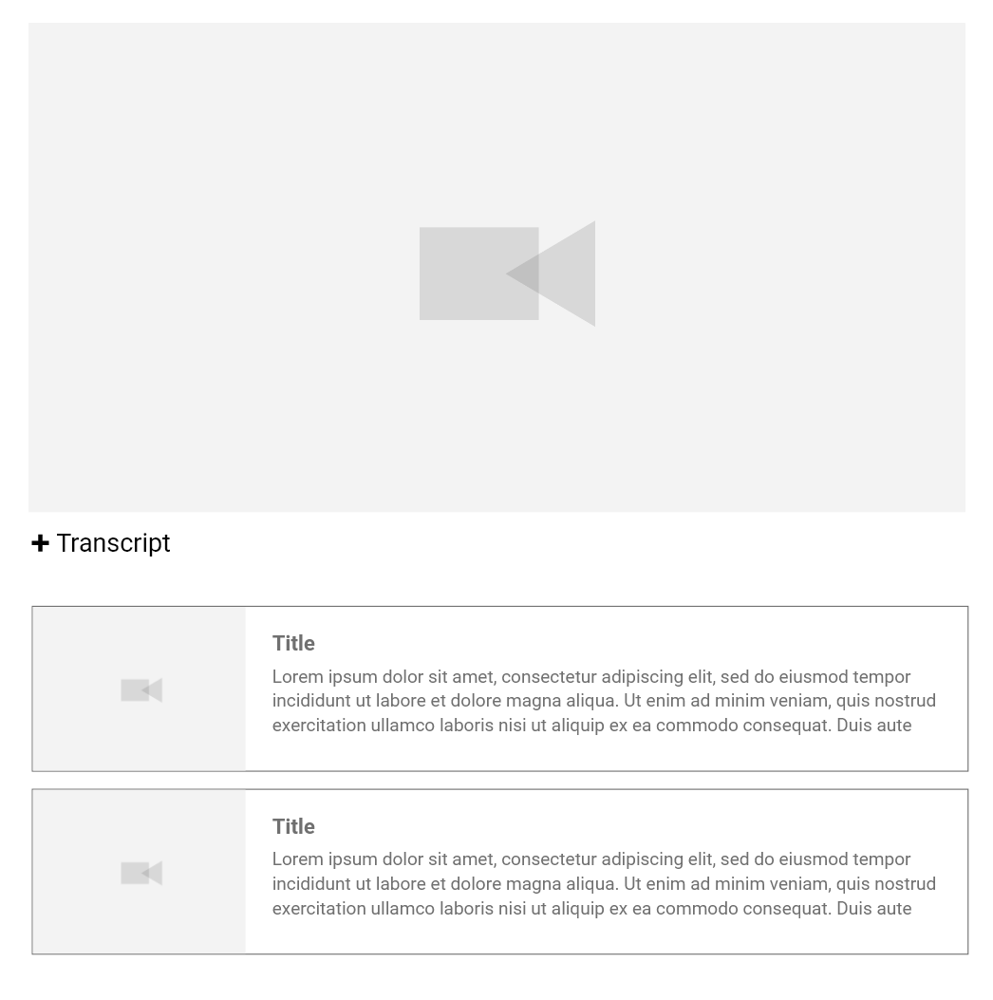 + Transcript
Title
Lorem ipsum dolor sit amet, consectetur adipiscing elit, sed do eiusmod tempor
incididunt ut labore et dolore magna aliqua. Ut enim ad minim veniam, quis nostrud
exercitation ullamco laboris nisi ut aliquip ex ea commodo consequat. Duis aute
Title
Lorem ipsum dolor sit amet, consectetur adipiscing elit, sed do eiusmod tempor
incididunt ut labore et dolore magna aliqua. Ut enim ad minim veniam, quis nostrud
exercitation ullamco laboris nisi ut aliquip ex ea commodo consequat. Duis aute